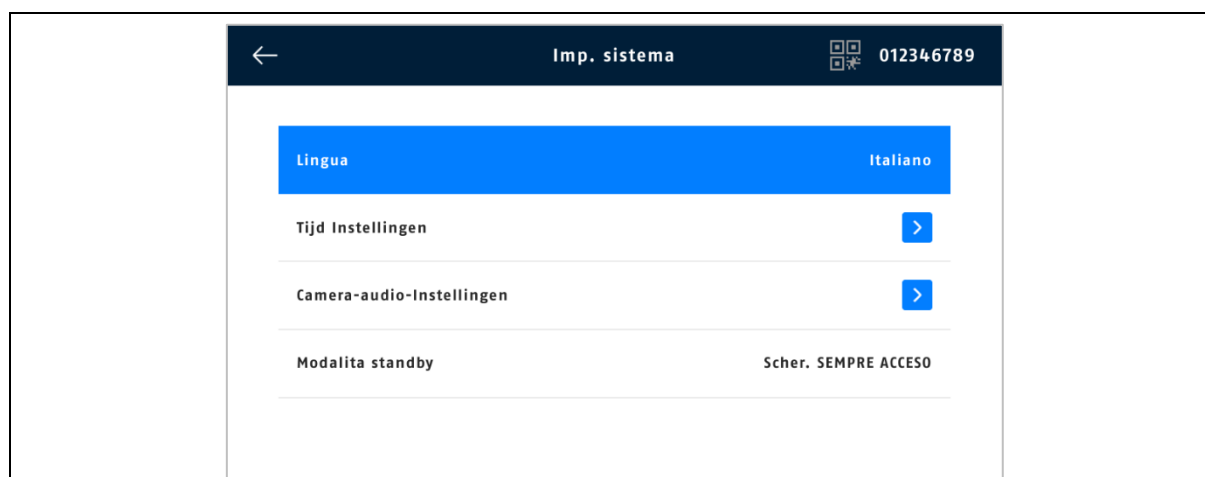 Imp. sistema 012346789
Lingua Italiano
Tijd Instellingen
Camera-audio-Instellingen
Modalita standby Scher. SEMPRE ACCESO